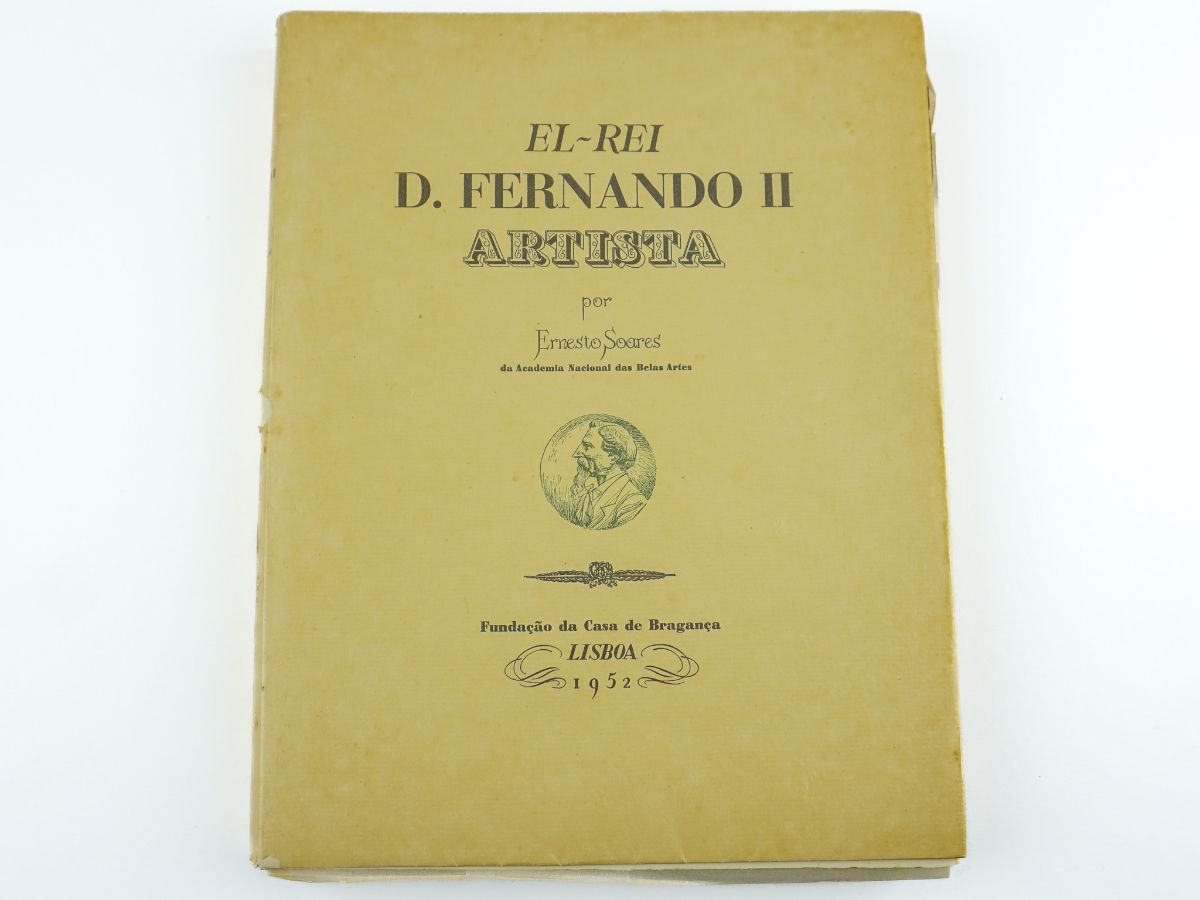 EL~REI
D. FERNANDO II
ARTISTA
por
Ernesto Soares
da Academia Nacional das Belas Artes
Fundação da Casa de Bragança
LISBOA
1952